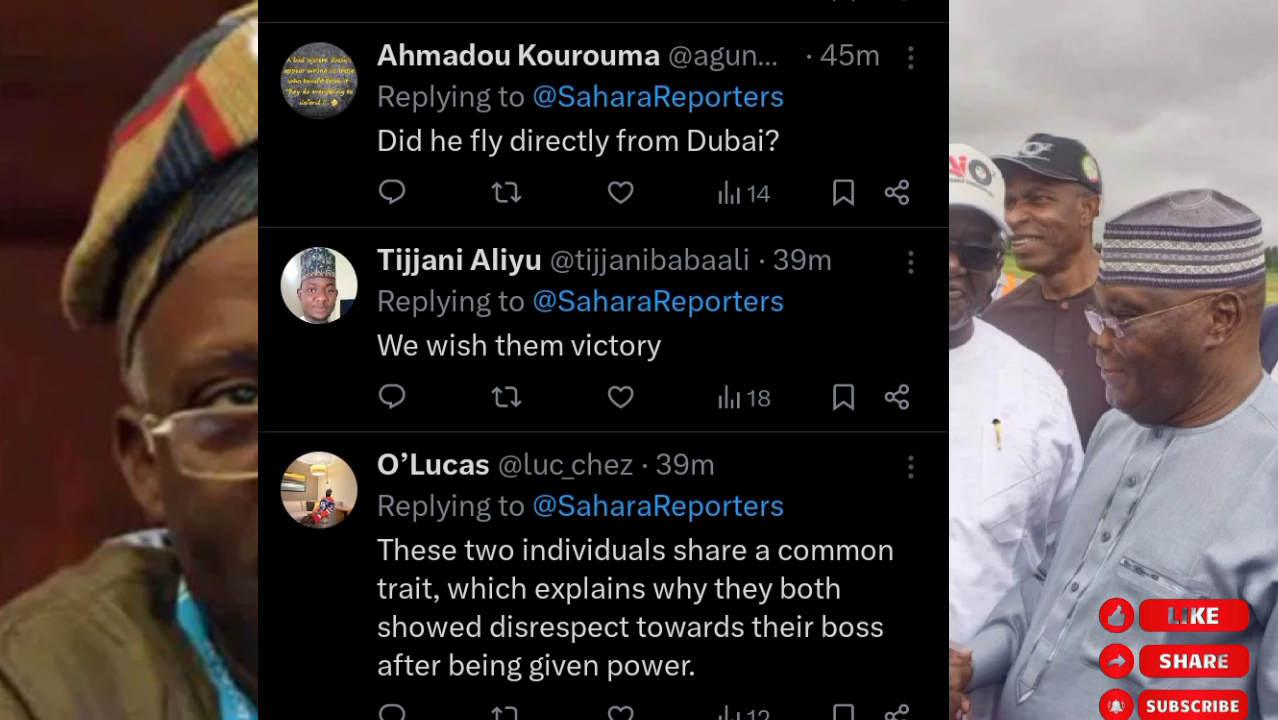 Ahmadou Kourouma @agun... · 45m
Replying to @SaharaReporters
Did he fly directly from Dubai?
14
Tijjani Aliyu @tijjanibabaali · 39m
Replying to @SaharaReporters
We wish them victory
18
O’Lucas @luc_chez · 39m
Replying to @SaharaReporters
These two individuals share a common
trait, which explains why they both
showed disrespect towards their boss
after being given power.
12
LIKE
SHARE
SUBSCRIBE